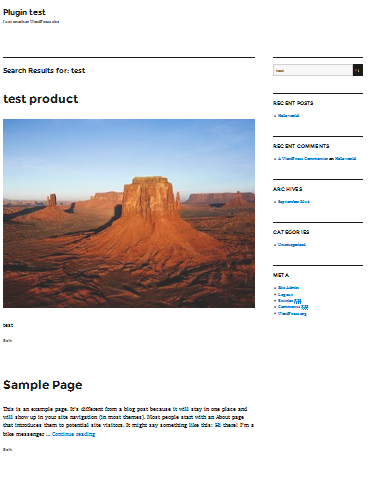 Plugin test
Just another WordPress site
Search Results for: test
test product
test
Edit
Sample Page
This is an example page. It's different from a blog post because it will stay in one place and
will show up in your site navigation (in most themes). Most people start with an About page
that introduces them to potential site visitors. It might say something like this: Hi there! I'm a
bike messenger … Continue reading
Edit
test
RECENT POSTS
Hello world!
RECENT COMMENTS
A WordPress Commenter on Hello world!
ARCHIVES
September 2016
CATEGORIES
Uncategorized
META
Site Admin
Log out
Entries RSS
Comments RSS
WordPress.org